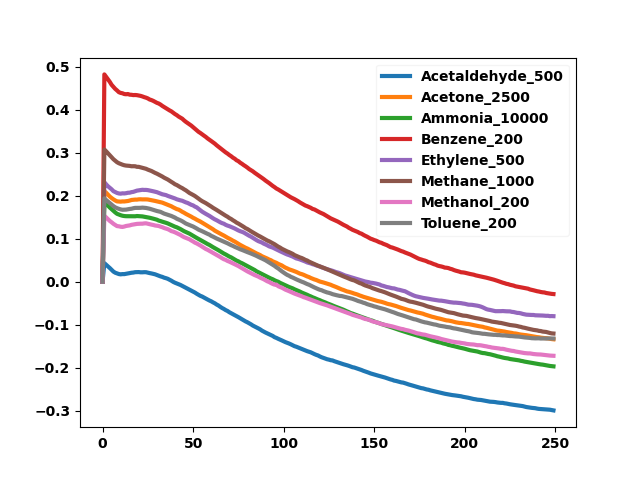 0.5
0.4
0.3
0.2
0.1
0.0
−0.1
−0.2
−0.3
0 50 100 150 200 250
Acetaldehyde_500
Acetone_2500
Ammonia_10000
Benzene_200
Ethylene_500
Methane_1000
Methanol_200
Toluene_200